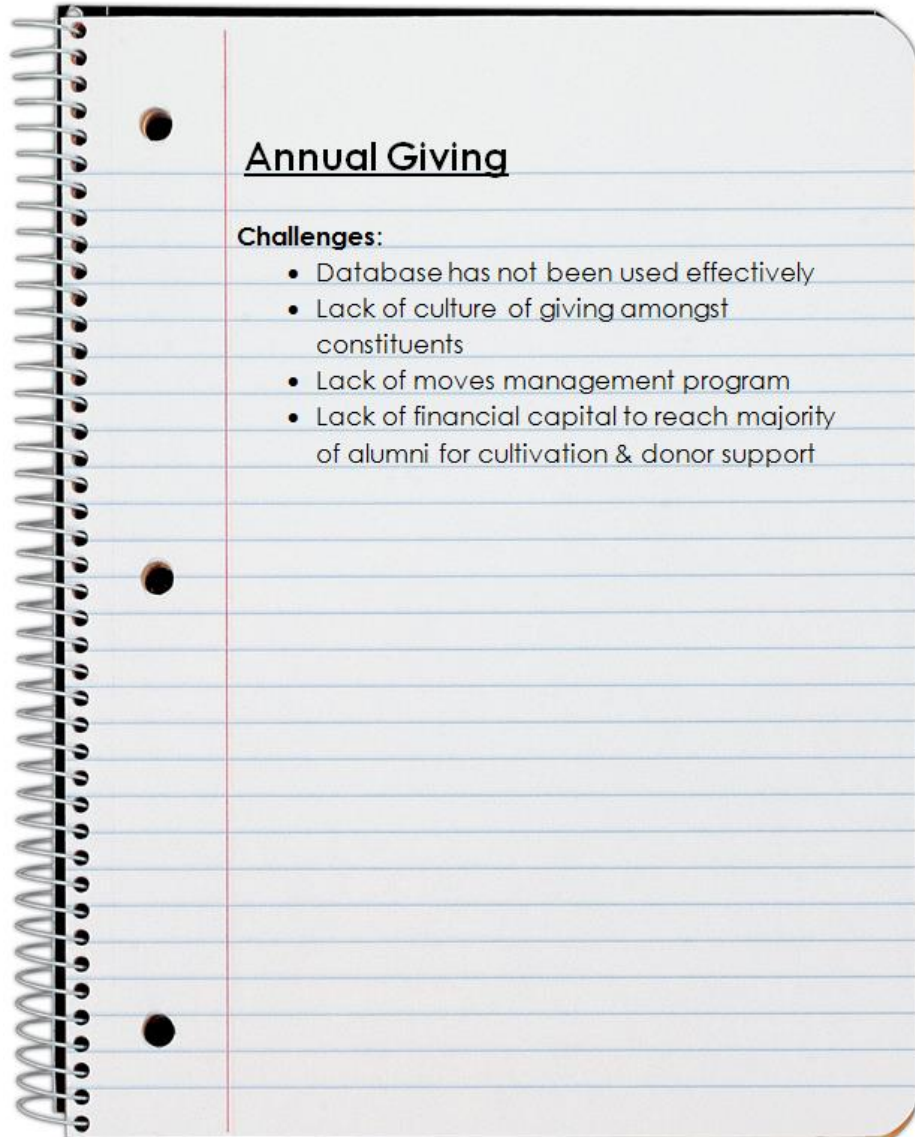 Annual Giving
Challenges:
• Database has not been used effectively
• Lack of culture of giving amongst
constituents
• Lack of moves management program
• Lack of financial capital to reach majority
of alumni for cultivation & donor support